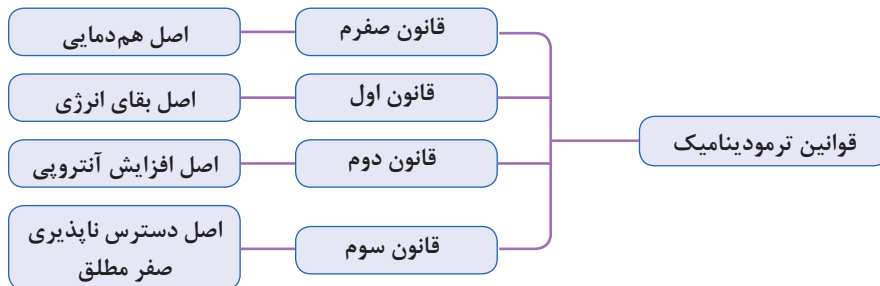 قوانین ترمودینامیک
قانون صفرم
اصل هم‌دمایی
قانون اول
اصل بقای انرژی
قانون دوم
اصل افزایش آنتروپی
قانون سوم
اصل دسترس ناپذیری
صفر مطلق